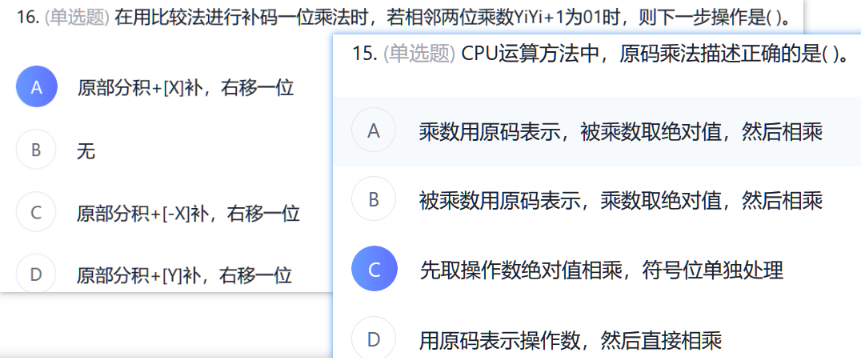 16. (单选题) 在用比较法进行补码一位乘法时，若相邻两位乘数YiYi+1为01时，则下一步操作是( )。
A 原部分积+[X]补，右移一位
B 无
C 原部分积+[-X]补，右移一位
D 原部分积+[Y]补，右移一位
15. (单选题) CPU运算方法中，原码乘法描述正确的是( )。
A 乘数用原码表示，被乘数取绝对值，然后相乘
B 被乘数用原码表示，乘数取绝对值，然后相乘
C 先取操作数绝对值相乘，符号位单独处理
D 用原码表示操作数，然后直接相乘